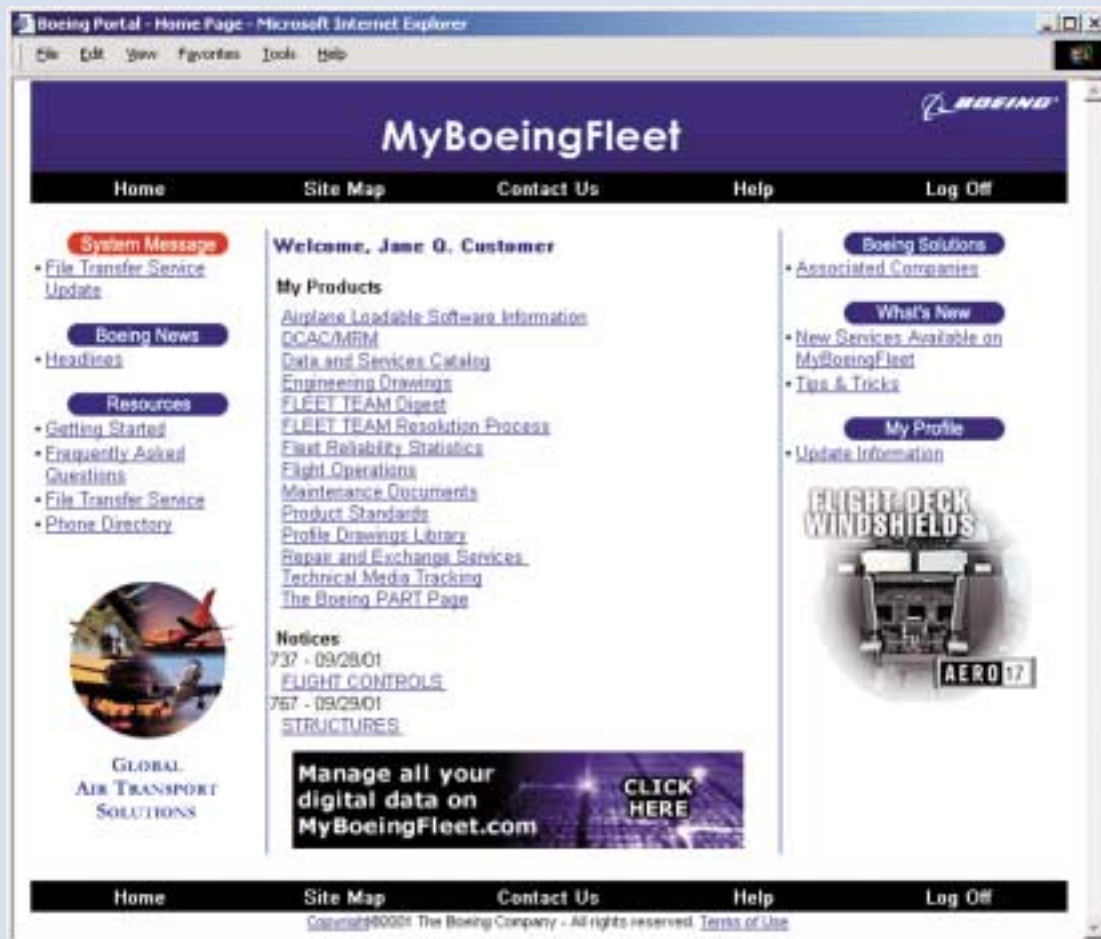 Boeing Portal - Home Page - Microsoft Internet Explorer
File Edit View Favorites Tools Help
BOEING
MyBoeingFleet
Home Site Map Contact Us Help Log Off
System Message
• File Transfer Service
Update
Boeing News
• Headlines
Resources
• Getting Started
• Frequently Asked
Questions
• File Transfer Service
• Phone Directory
GLOBAL
AIR TRANSPORT
SOLUTIONS
Welcome, Jane Q. Customer
My Products
Airplane Loadable Software Information
DCAC/MRM
Data and Services Catalog
Engineering Drawings
FLEET TEAM Digest
FLEET TEAM Resolution Process
Fleet Reliability Statistics
Flight Operations
Maintenance Documents
Product Standards
Profile Drawings Library
Repair and Exchange Services
Technical Media Tracking
The Boeing PART Page
Notices
737 - 09/28/01
FLIGHT CONTROLS
767 - 09/29/01
STRUCTURES
Manage all your
digital data on
MyBoeingFleet.com
CLICK
HERE
Boeing Solutions
• Associated Companies
What's New
• New Services Available on
MyBoeingFleet
• Tips & Tricks
My Profile
• Update Information
FLIGHT DECK
WINDSHIELDS
AERO 17
Home Site Map Contact Us Help Log Off
Copyright The Boeing Company - All rights reserved. Terms of Use